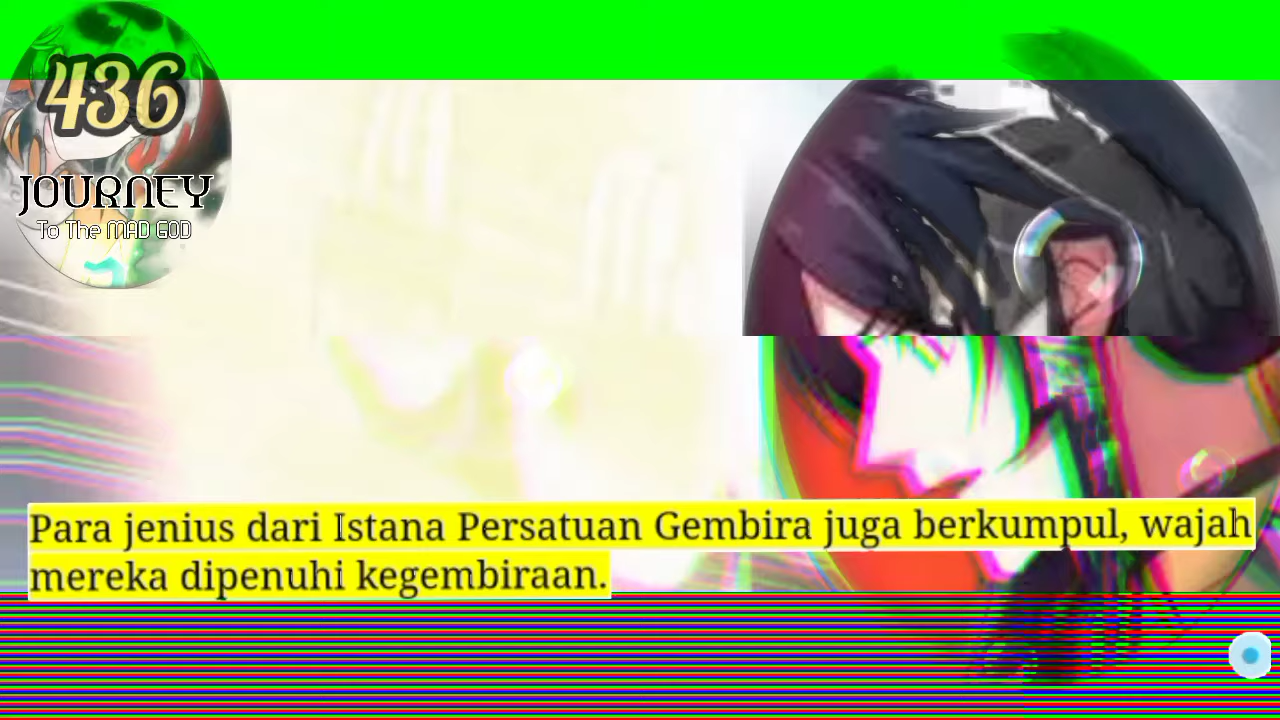 436
JOURNEY
To The MAD GOD
Para jenius dari Istana Persatuan Gembira juga berkumpul, wajah
mereka dipenuhi kegembiraan.